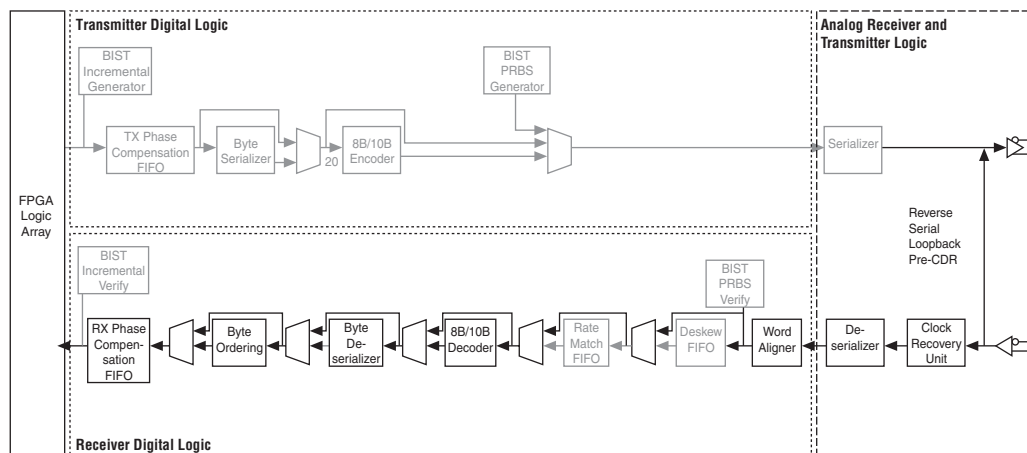 Transmitter Digital Logic
Analog Receiver and
Transmitter Logic
BIST
Incremental
Generator
BIST
PRBS
Generator
TX Phase
Compensation
FIFO
Byte
Serializer
20
8B/10B
Encoder
Serializer
FPGA
Logic
Array
Reverse
Serial
Loopback
Pre-CDR
BIST
Incremental
Verify
BIST
PRBS
Verify
RX Phase
Compen-
sation
FIFO
Byte
Ordering
Byte
De-
serializer
8B/10B
Decoder
Rate
Match
FIFO
Deskew
FIFO
Word
Aligner
De-
serializer
Clock
Recovery
Unit
Receiver Digital Logic